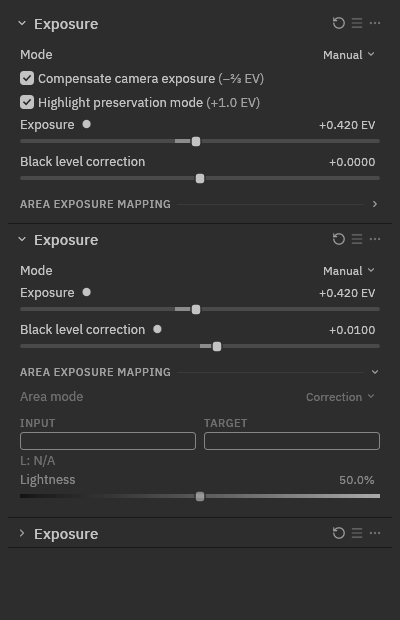 Exposure
Mode Manual
Compensate camera exposure (−⅔ EV)
Highlight preservation mode (+1.0 EV)
Exposure +0.420 EV
Black level correction +0.0000
AREA EXPOSURE MAPPING
Exposure
Mode Manual
Exposure +0.420 EV
Black level correction +0.0100
AREA EXPOSURE MAPPING
Area mode Correction
INPUT TARGET
L: N/A
Lightness 50.0%
Exposure